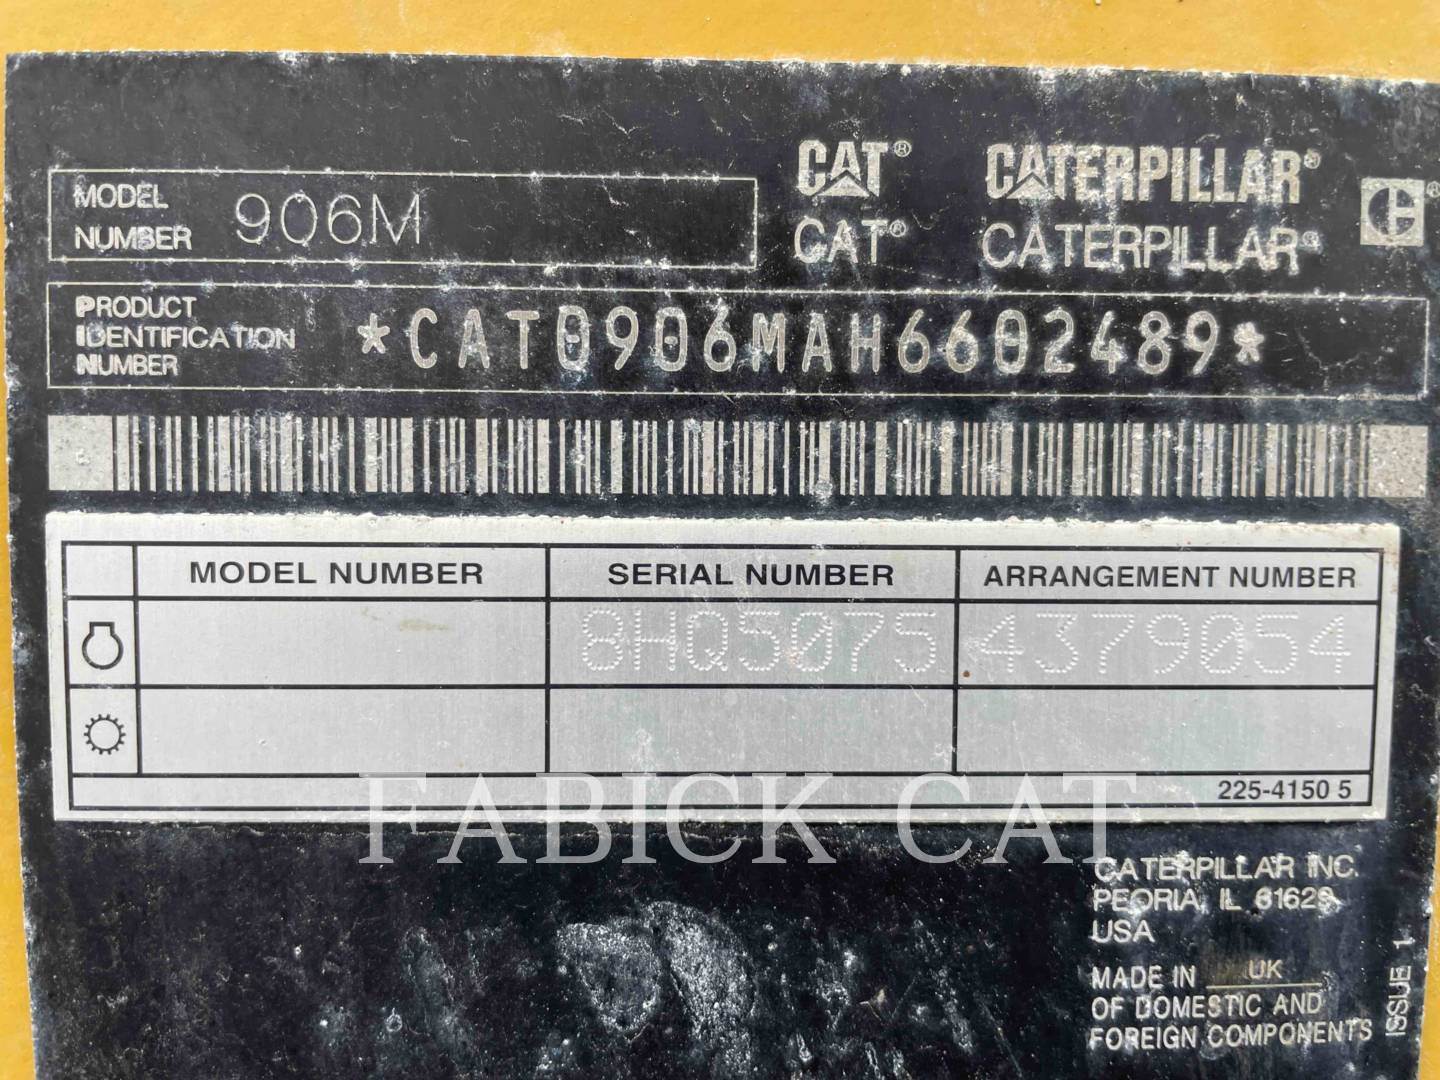 MODEL
NUMBER 906M
CAT® CATERPILLAR®
CAT® CATERPILLAR®
PRODUCT
IDENTIFICATION
NUMBER
*CAT0906MAH6602489*
MODEL NUMBER SERIAL NUMBER ARRANGEMENT NUMBER
8HQ5075 4379054
225-4150 5
FABICK CAT
CATERPILLAR INC.
PEORIA, IL 61629
USA
MADE IN UK
OF DOMESTIC AND
FOREIGN COMPONENTS
ISSUE 1